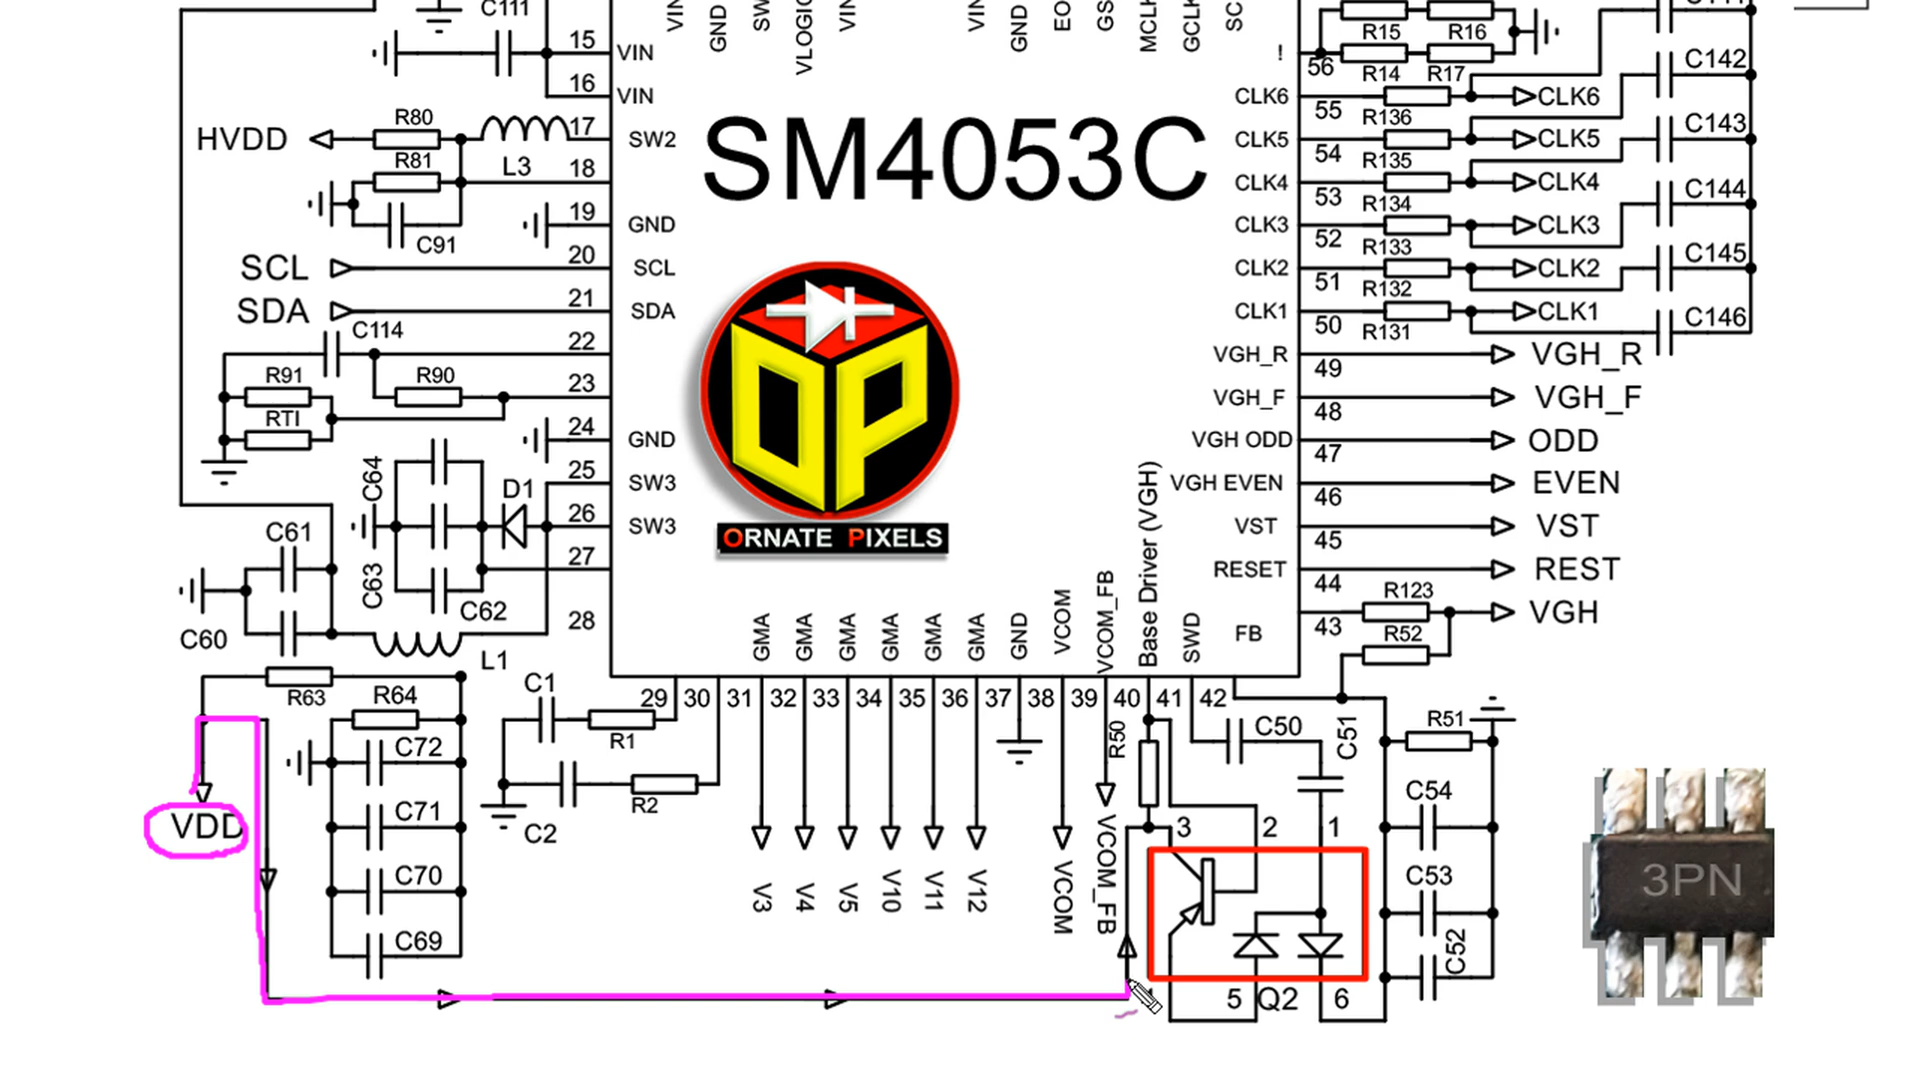 C111
VIN
GND
SW
VLOGIC
VIN
VIN
GND
EO
GS
MCLK
GCLK
SC
R15
R16
15
VIN
!
56
R14
R17
C142
16
VIN
CLK6
55
CLK6
R80
R136
HVDD
17
SW2
SM4053C
CLK5
54
CLK5
C143
R81
L3
18
R135
CLK4
53
CLK4
C144
19
GND
R134
CLK3
52
CLK3
C91
R133
SCL
20
SCL
CLK2
51
CLK2
C145
R132
SDA
21
SDA
CLK1
50
CLK1
C146
C114
R131
22
VGH_R
49
VGH_R
R91
R90
23
VGH_F
48
VGH_F
RTI
24
GND
VGH ODD
47
ODD
C64
25
SW3
VGH EVEN
46
EVEN
D1
26
SW3
ORNATE PIXELS
VST
45
VST
C61
27
RESET
44
REST
C63
C62
R123
C60
28
FB
43
VGH
R52
L1
GMA
GMA
GMA
GMA
GMA
GMA
GND
VCOM
VCOM_FB
Base Driver (VGH)
SWD
R63
R64
C1
29
30
31
32
33
34
35
36
37
38
39
40
41
42
R1
R50
C50
C51
R51
C72
R2
C2
C54
VDD
C71
3
2
1
C70
V3
V4
V5
V10
V11
V12
VCOM
VCOM_FB
C53
3PN
C69
C52
5
Q2
6